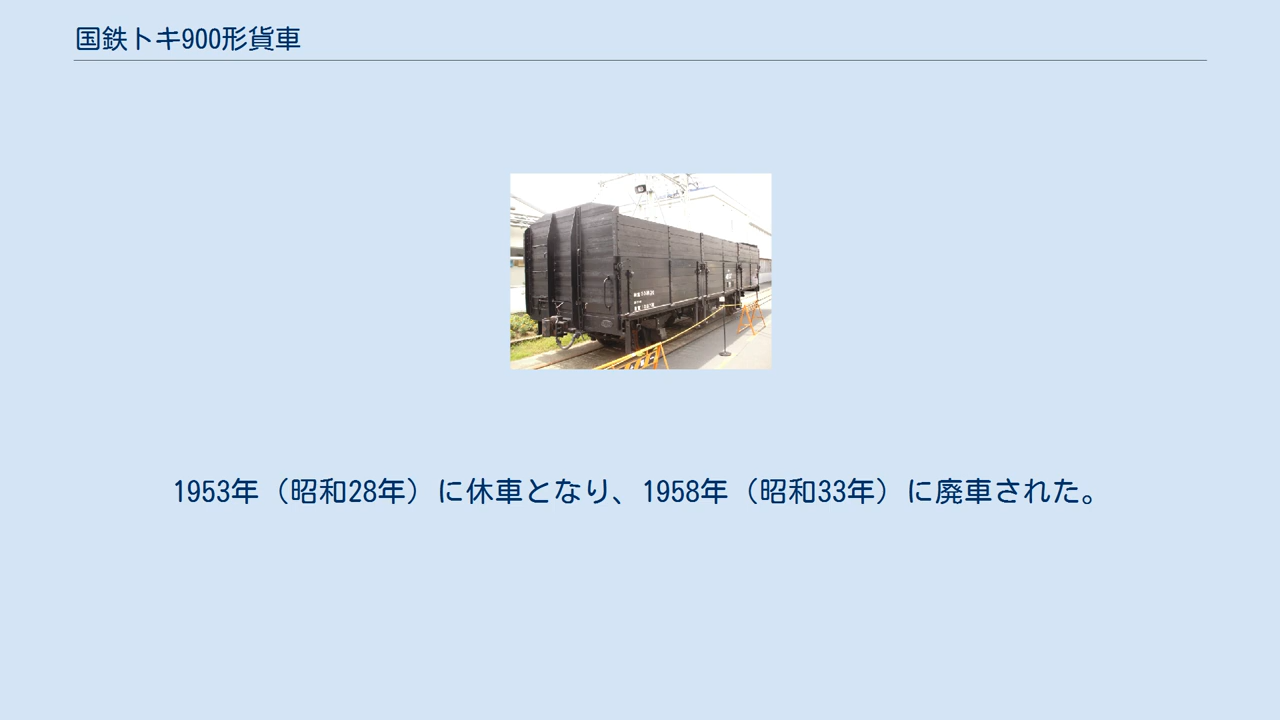 国鉄トキ900形貨車
1953年（昭和28年）に休車となり、1958年（昭和33年）に廃車された。